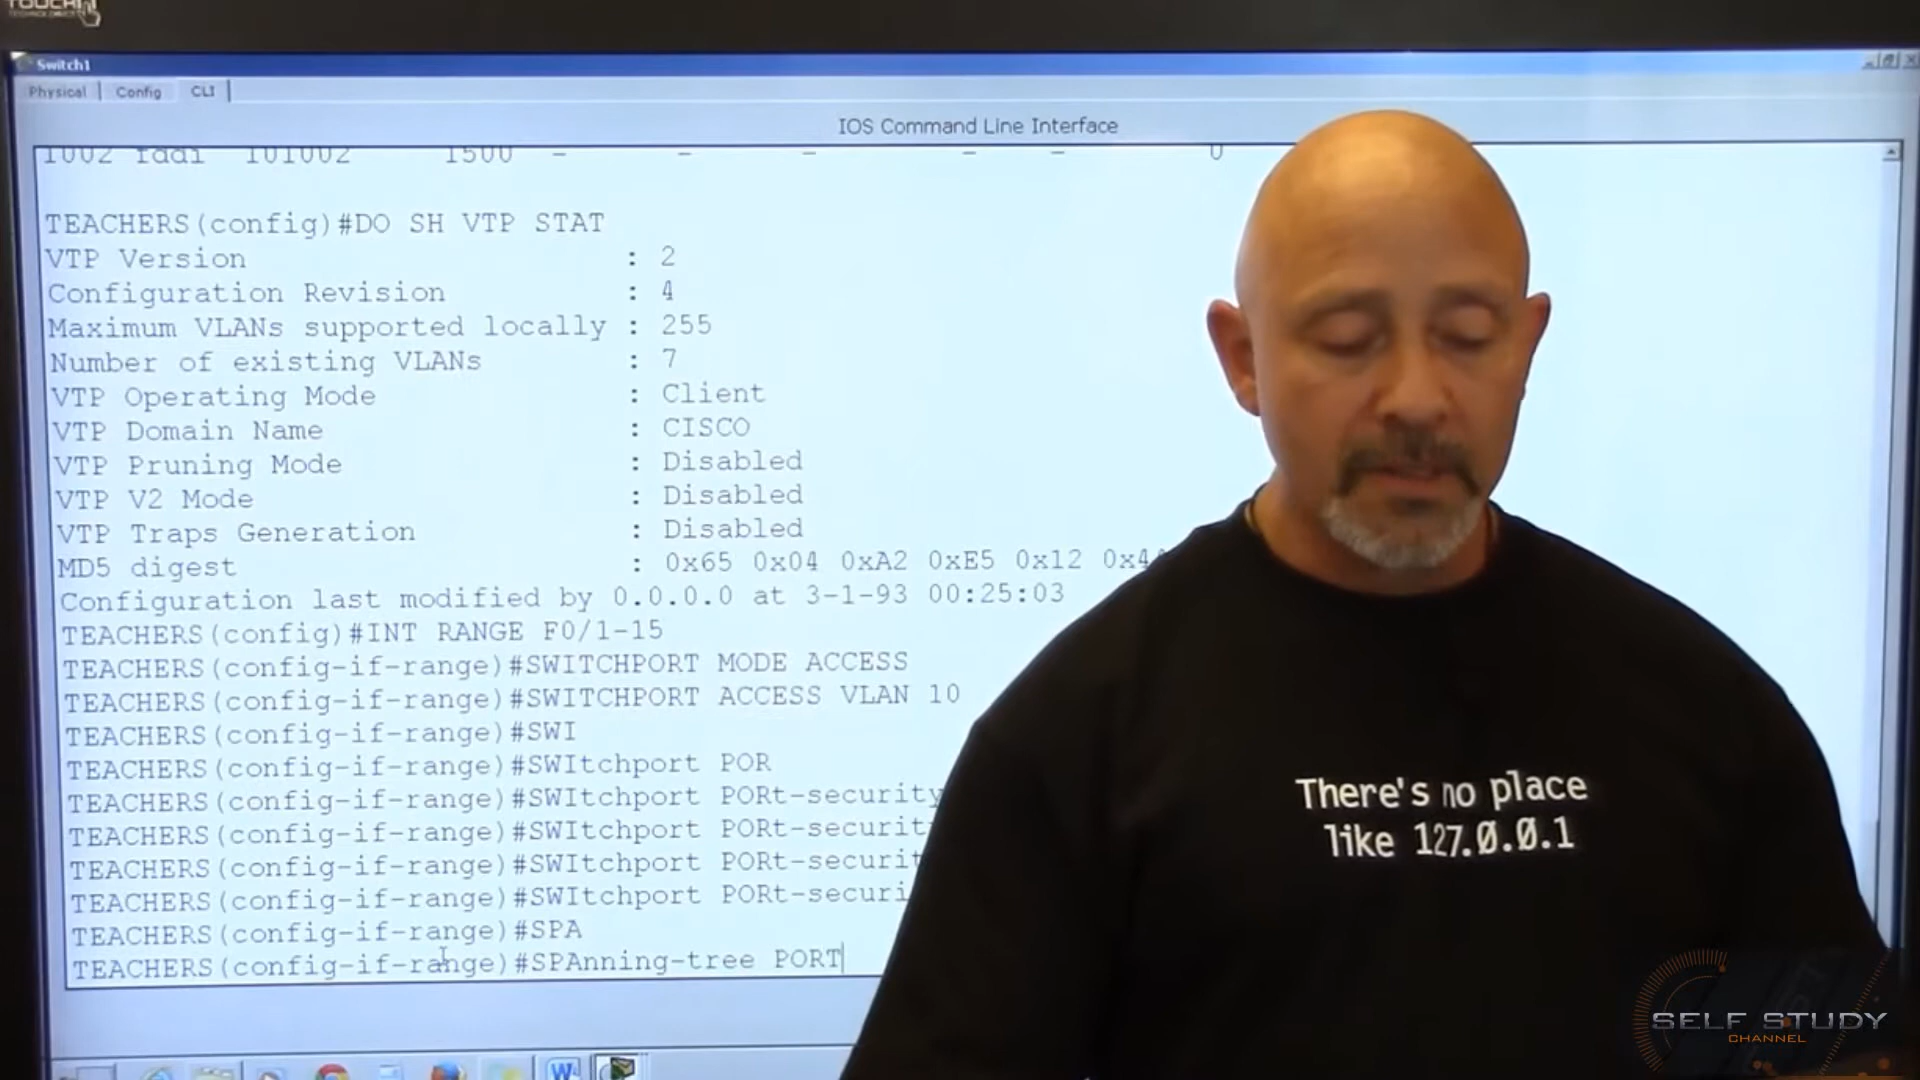 Switch1
Physical Config CLI
IOS Command Line Interface
1002 fddi 101002 1500 - - - - - 0
TEACHERS(config)#DO SH VTP STAT
VTP Version : 2
Configuration Revision : 4
Maximum VLANs supported locally : 255
Number of existing VLANs : 7
VTP Operating Mode : Client
VTP Domain Name : CISCO
VTP Pruning Mode : Disabled
VTP V2 Mode : Disabled
VTP Traps Generation : Disabled
MD5 digest : 0x65 0x04 0xA2 0xE5 0x12 0x4
Configuration last modified by 0.0.0.0 at 3-1-93 00:25:03
TEACHERS(config)#INT RANGE F0/1-15
TEACHERS(config-if-range)#SWITCHPORT MODE ACCESS
TEACHERS(config-if-range)#SWITCHPORT ACCESS VLAN 10
TEACHERS(config-if-range)#SWI
TEACHERS(config-if-range)#SWItchport POR
TEACHERS(config-if-range)#SWItchport PORt-security
TEACHERS(config-if-range)#SWItchport PORt-securit
TEACHERS(config-if-range)#SWItchport PORt-securit
TEACHERS(config-if-range)#SWItchport PORt-securi
TEACHERS(config-if-range)#SPA
TEACHERS(config-if-range)#SPAnning-tree PORT
There's no place
like 127.0.0.1
SELF STUDY
CHANNEL